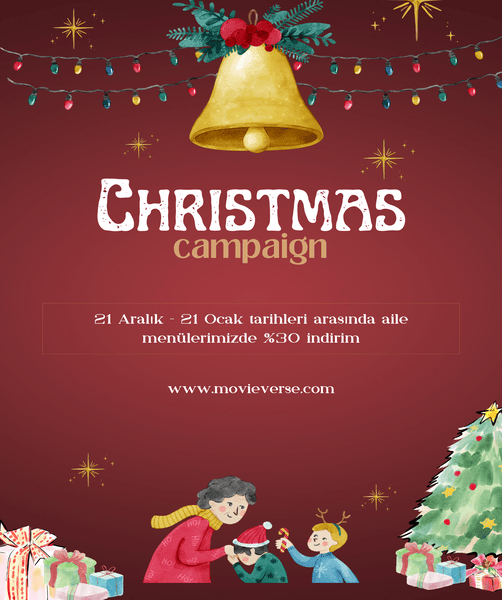 CHRISTMAS
campaign
21 Aralık - 21 Ocak tarihleri arasında aile
menülerimizde %30 indirim
www.movieverse.com